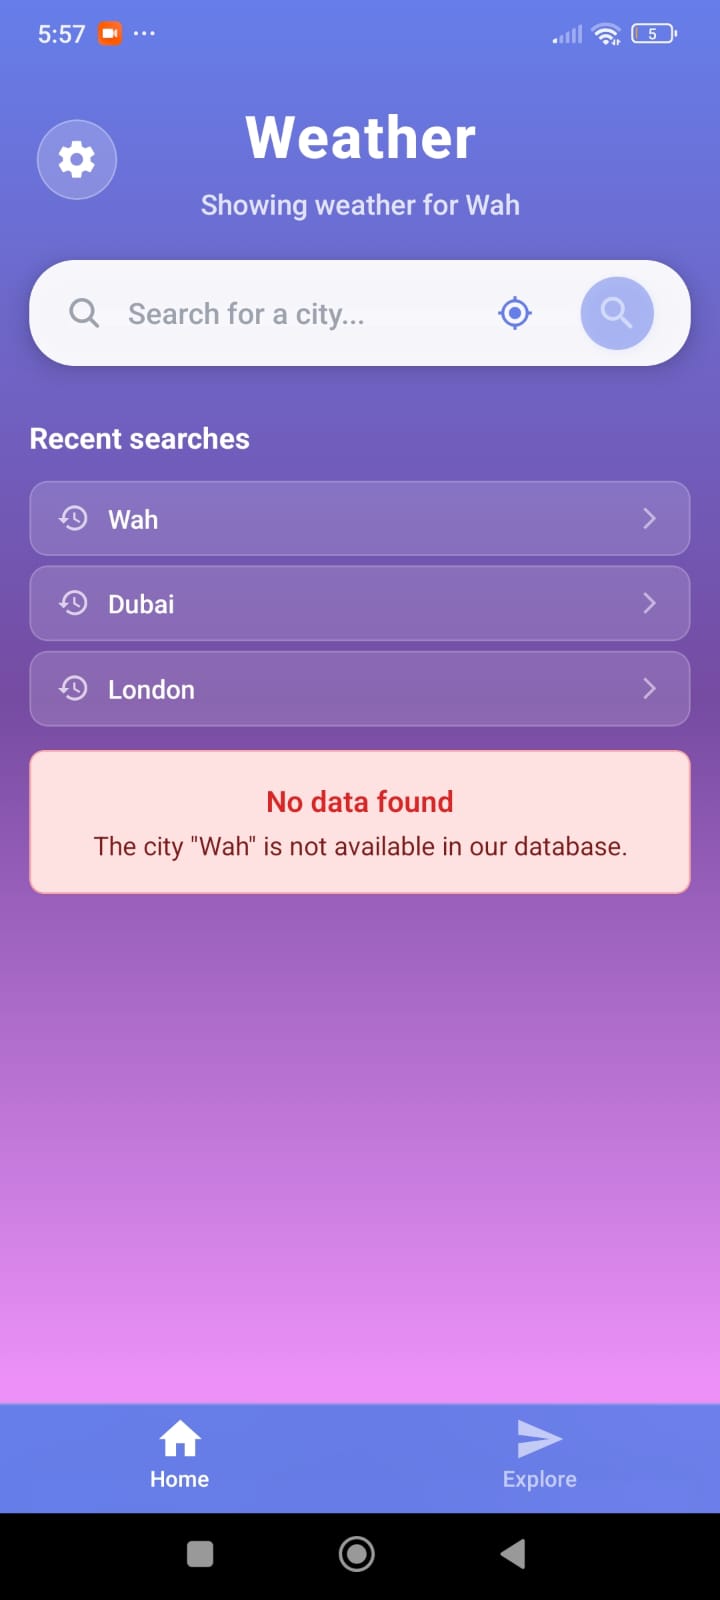 5:57
5
Weather
Showing weather for Wah
Search for a city...
Recent searches
Wah
Dubai
London
No data found
The city "Wah" is not available in our database.
Home
Explore